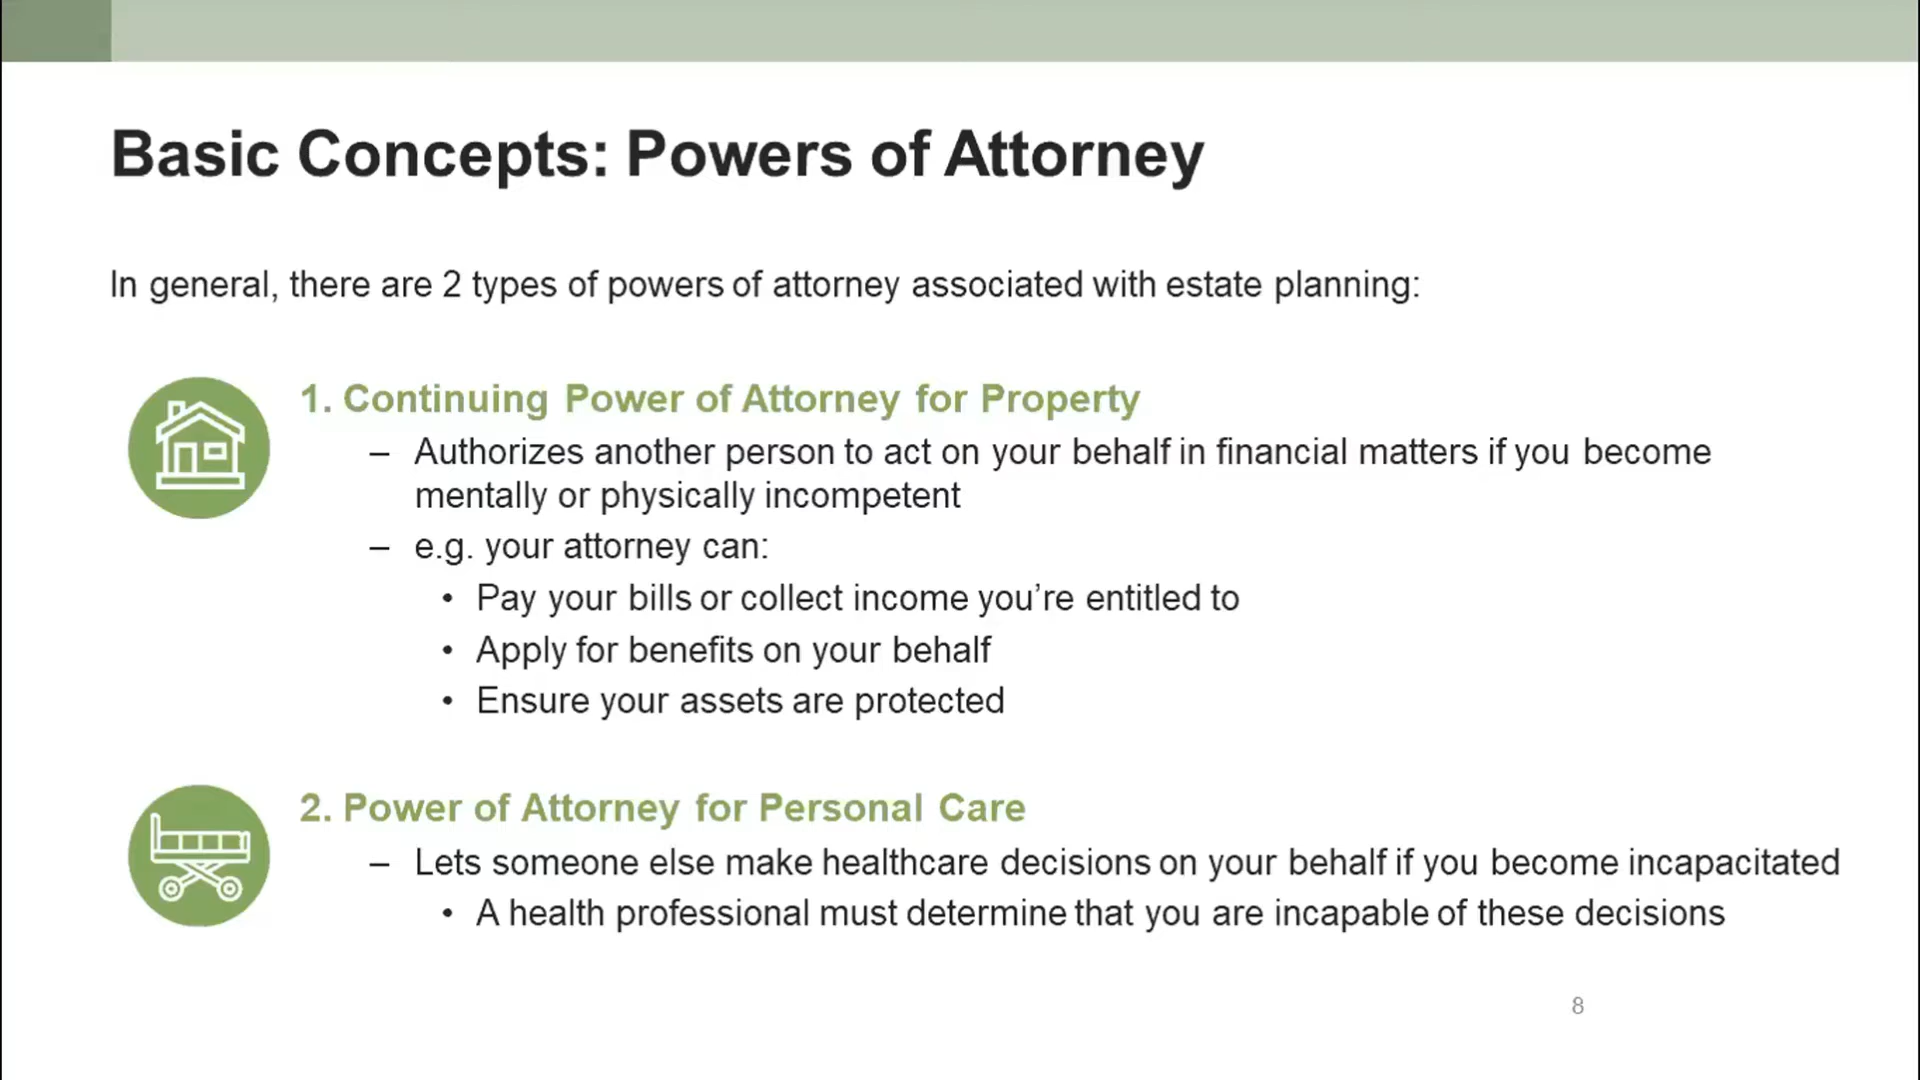 Basic Concepts: Powers of Attorney
In general, there are 2 types of powers of attorney associated with estate planning:
1. Continuing Power of Attorney for Property
– Authorizes another person to act on your behalf in financial matters if you become
mentally or physically incompetent
– e.g. your attorney can:
• Pay your bills or collect income you’re entitled to
• Apply for benefits on your behalf
• Ensure your assets are protected
2. Power of Attorney for Personal Care
– Lets someone else make healthcare decisions on your behalf if you become incapacitated
• A health professional must determine that you are incapable of these decisions
8